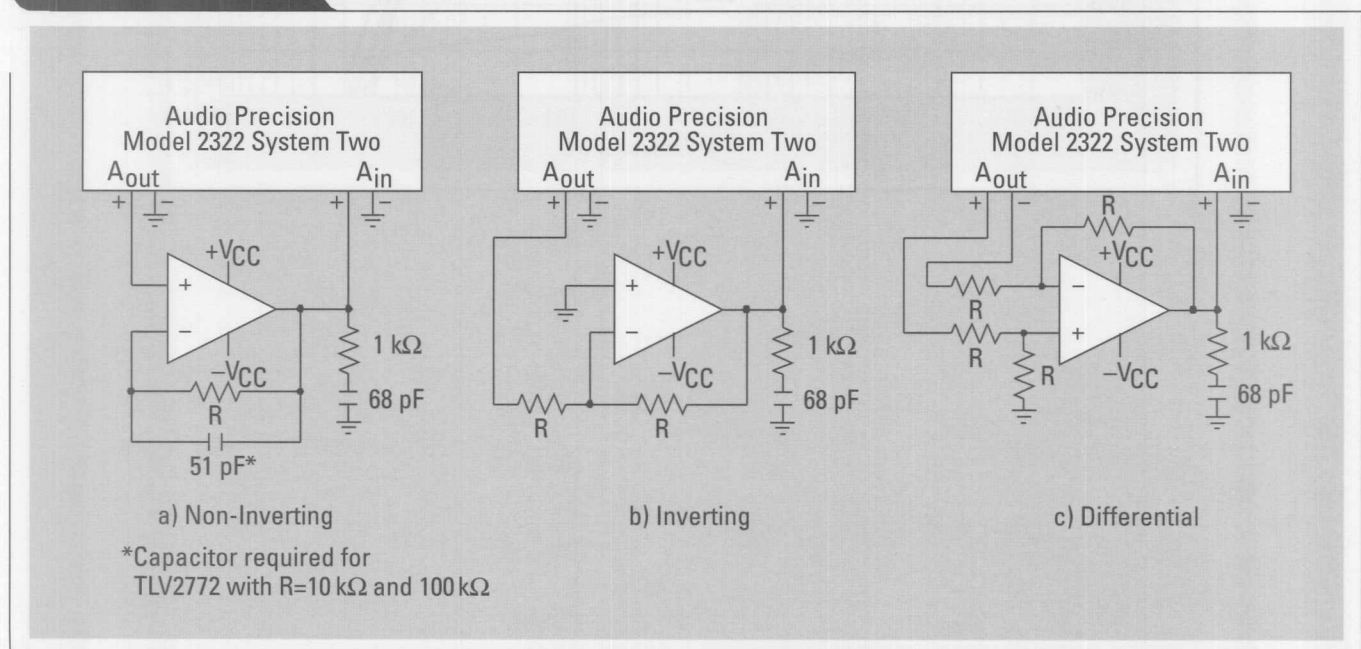 Audio Precision
Model 2322 System Two
Aout
Ain
+
−
+
−
+VCC
+
−
−VCC
R
51 pF*
1 kΩ
68 pF
a) Non-Inverting
*Capacitor required for
TLV2772 with R=10 kΩ and 100 kΩ
Audio Precision
Model 2322 System Two
Aout
Ain
+
−
+
−
+VCC
+
−
−VCC
R
R
1 kΩ
68 pF
b) Inverting
Audio Precision
Model 2322 System Two
Aout
Ain
+
−
+
−
R
+VCC
−
+
−VCC
R
R
R
1 kΩ
68 pF
c) Differential